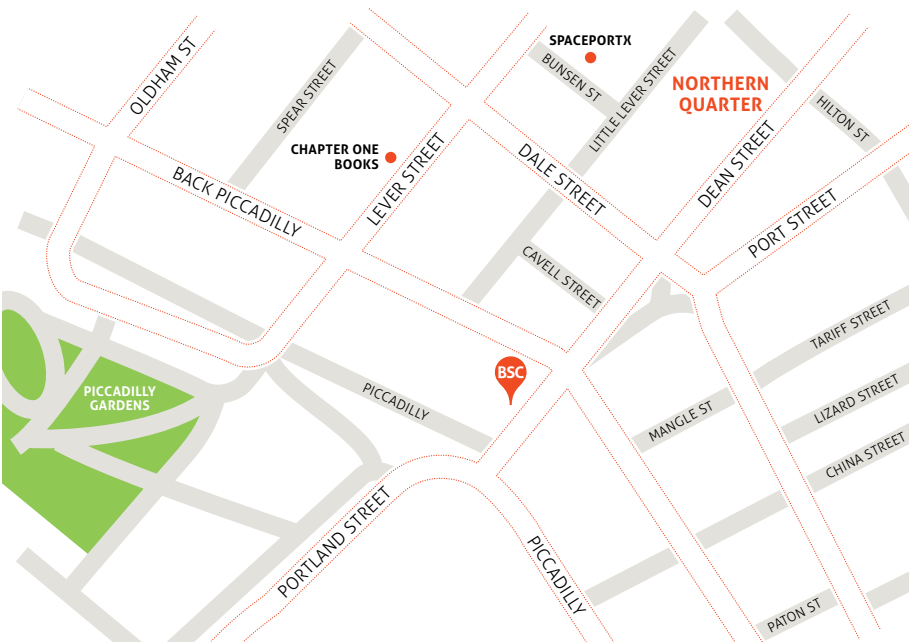 OLDHAM ST
SPACEPORTX
SPEAR STREET
BUNSEN ST
LITTLE LEVER STREET
NORTHERN
QUARTER
HILTON ST
CHAPTER ONE
BOOKS
LEVER STREET
DALE STREET
DEAN STREET
BACK PICCADILLY
PORT STREET
CAVELL STREET
TARIFF STREET
BSC
PICCADILLY
GARDENS
PICCADILLY
MANGLE ST
LIZARD STREET
CHINA STREET
PORTLAND STREET
PICCADILLY
PATON ST